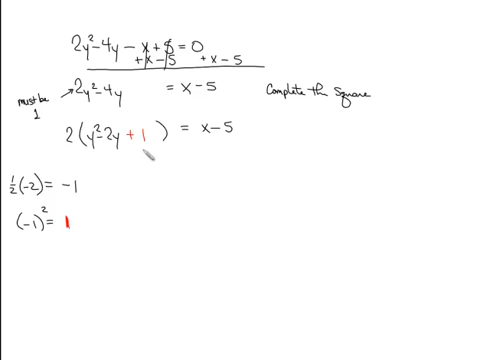 2y² - 4y - x + 5 = 0
+ x - 5 + x - 5
must be 1 → 2y² - 4y = x - 5 Complete the Square
2 ( y² - 2y + 1 ) = x - 5
½(-2) = -1
(-1)² = 1